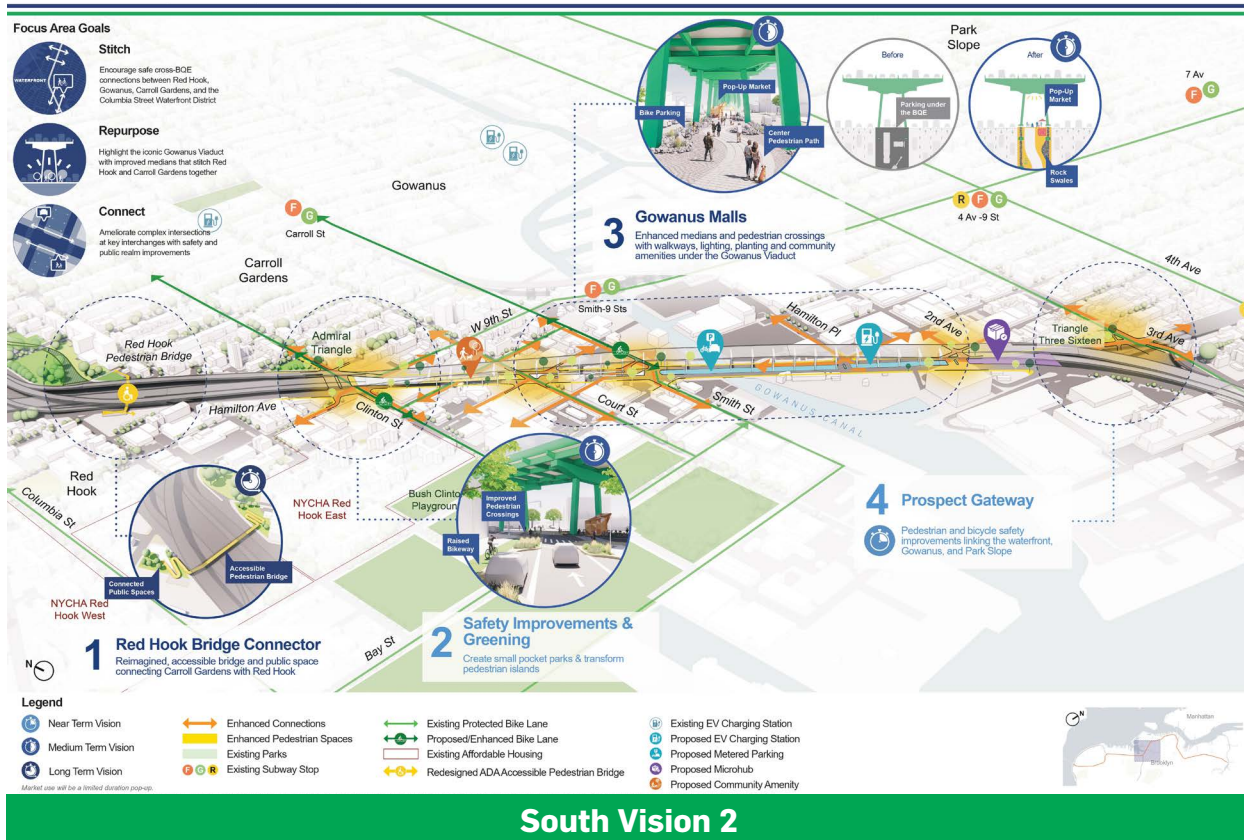 Focus Area Goals
Stitch
WATERFRONT
Encourage safe cross-BQE
connections between Red Hook,
Gowanus, Carroll Gardens, and the
Columbia Street Waterfront District
Repurpose
Highlight the iconic Gowanus Viaduct
with improved medians that stitch Red
Hook and Carroll Gardens together
Connect
Ameliorate complex intersections
at key interchanges with safety and
public realm improvements
Gowanus
F
G
Carroll St
Carroll
Gardens
Pop-Up Market
Bike Parking
Center
Pedestrian Path
Before
Parking under
the BQE
Park
Slope
After
Pop-Up
Market
Rock
Swales
7 Av
F G
R F G
4 Av -9 St
3 Gowanus Malls
Enhanced medians and pedestrian crossings
with walkways, lighting, planting and community
amenities under the Gowanus Viaduct
F G
Smith-9 Sts
W 9th St
Hamilton Pl
2nd Ave
4th Ave
3rd Ave
Triangle
Three Sixteen
Admiral
Triangle
Red Hook
Pedestrian Bridge
Hamilton Ave
Clinton St
Court St
Smith St
P
GOWANUS CANAL
Red
Hook
Columbia St
NYCHA Red
Hook East
NYCHA Red
Hook West
Bush Clinto
Playgroun
Connected
Public Spaces
Accessible
Pedestrian Bridge
Improved
Pedestrian
Crossings
Raised
Bikeway
Bay St
1 Red Hook Bridge Connector
Reimagined, accessible bridge and public space
connecting Carroll Gardens with Red Hook
2 Safety Improvements &
Greening
Create small pocket parks & transform
pedestrian islands
4 Prospect Gateway
Pedestrian and bicycle safety
improvements linking the waterfront,
Gowanus, and Park Slope
N
Legend
Near Term Vision
Medium Term Vision
Long Term Vision
Market use will be a limited duration pop-up.
Enhanced Connections
Enhanced Pedestrian Spaces
Existing Parks
F G R Existing Subway Stop
Existing Protected Bike Lane
Proposed/Enhanced Bike Lane
Existing Affordable Housing
Redesigned ADA Accessible Pedestrian Bridge
Existing EV Charging Station
Proposed EV Charging Station
Proposed Metered Parking
Proposed Microhub
Proposed Community Amenity
N
Manhattan
Brooklyn
South Vision 2